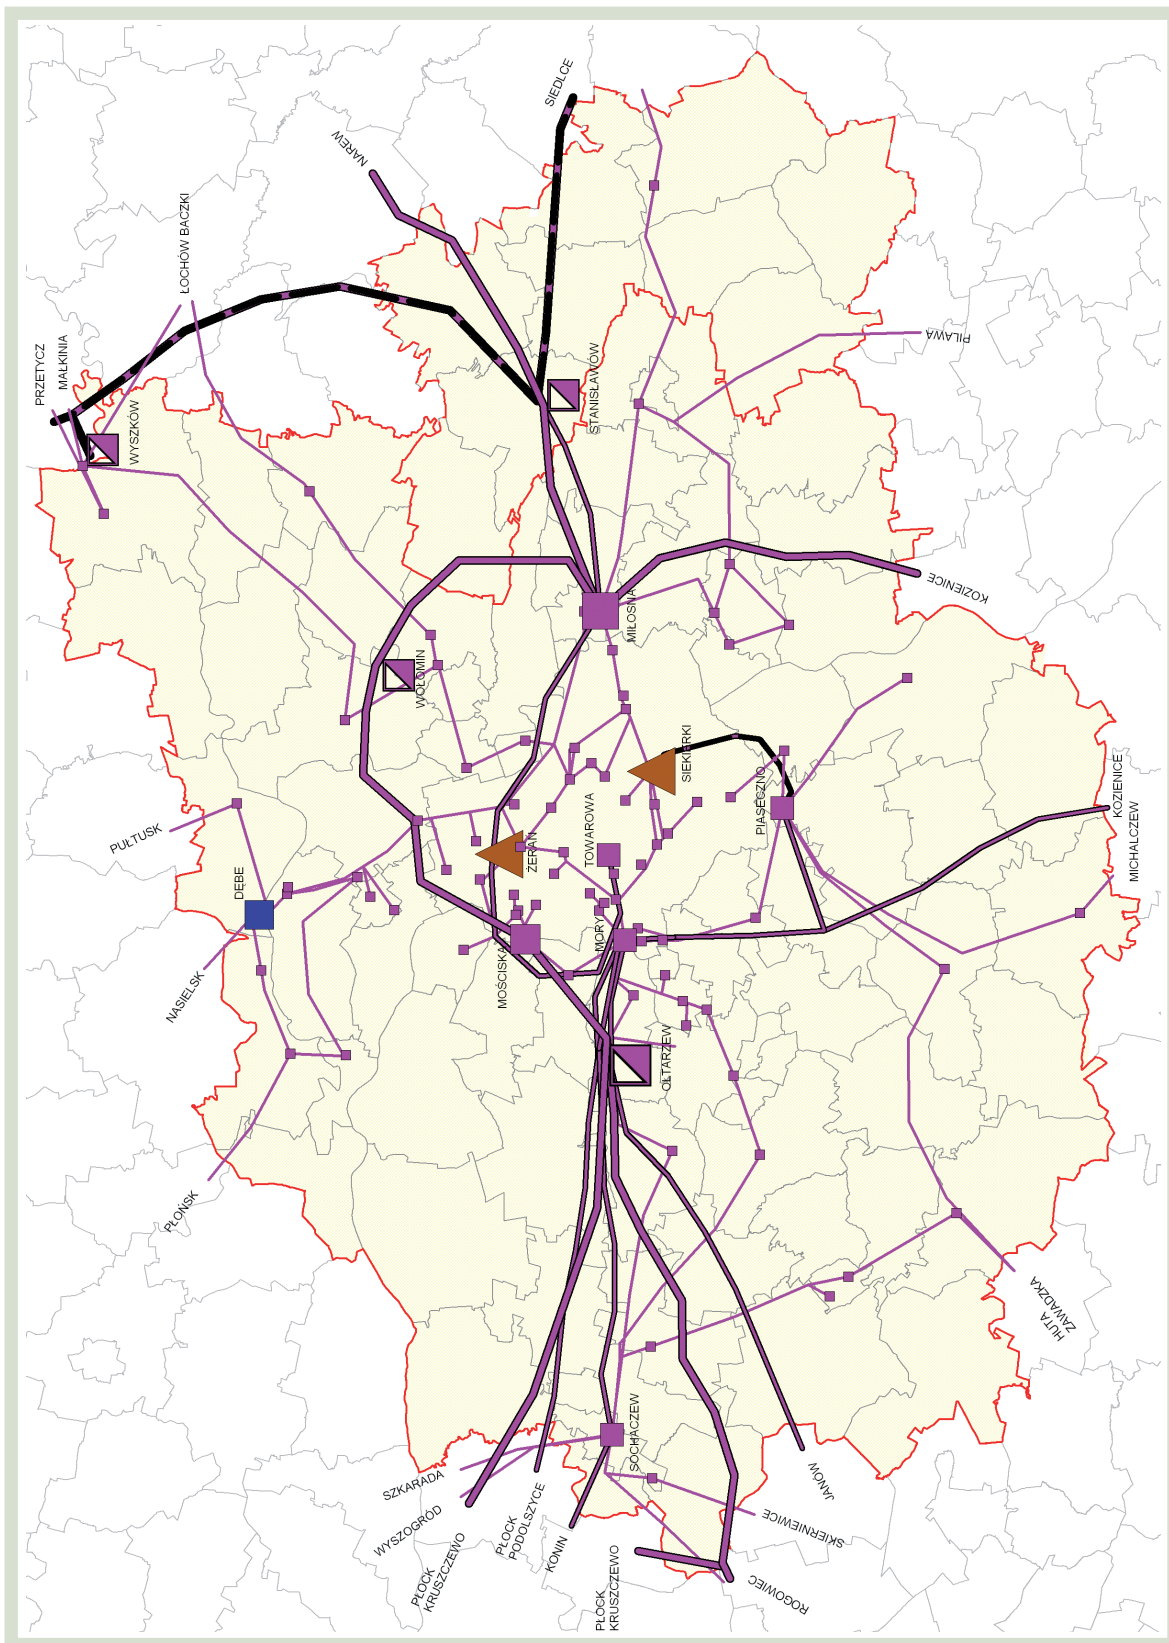 SIEDLCE
NAREW
ŁOCHÓW BACZKI
PRZETYCZ
MAŁKINIA
WYSZKÓW
STANISŁAWÓW
PILAWA
KOZIENICE
MIŁOSNA
WOŁOMIN
SIEKIERKI
PIASECZNO
TOWAROWA
ŻERAŃ
PUŁTUSK
DĘBE
NASIELSK
MOŚCISKA
MORY
KOZIENICE
MICHALCZEW
OŁTARZEW
PŁOŃSK
HUTA
ZAWADZKA
SOCHACZEW
SZKARADA
WYSZOGRÓD
PŁOCK
KRUSZCZEWO
PŁOCK
PODOLSZYCE
KONIN
PŁOCK
KRUSZCZEWO
ROGOWIEC
SKIERNIEWICE
JANÓW